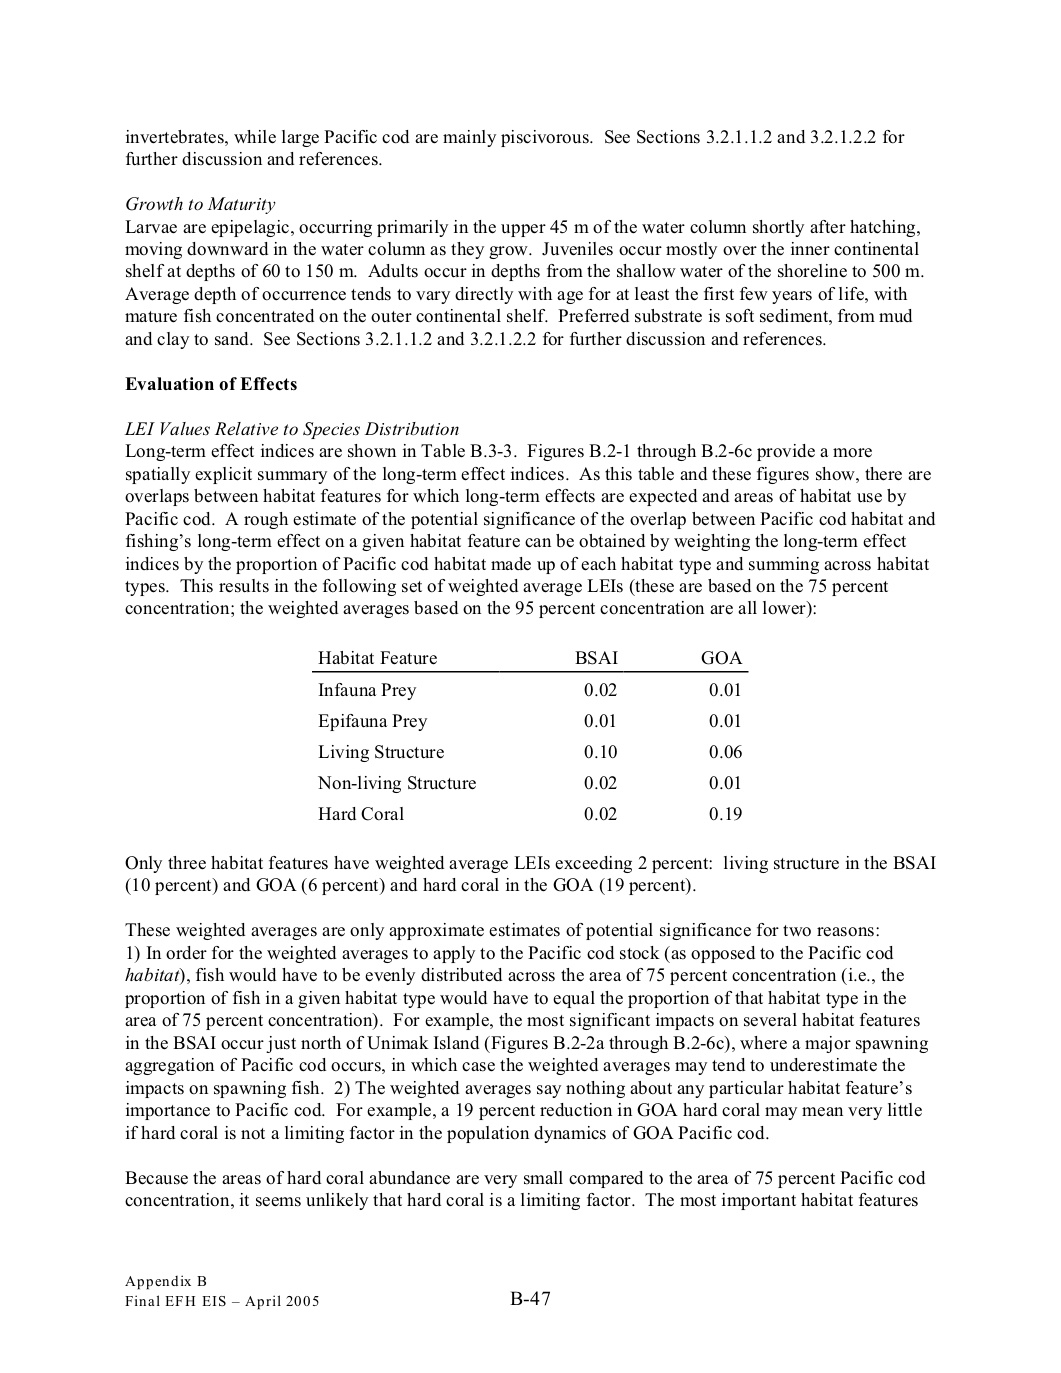 invertebrates, while large Pacific cod are mainly piscivorous.  See Sections 3.2.1.1.2 and 3.2.1.2.2 for
further discussion and references.
Growth to Maturity
Larvae are epipelagic, occurring primarily in the upper 45 m of the water column shortly after hatching,
moving downward in the water column as they grow.  Juveniles occur mostly over the inner continental
shelf at depths of 60 to 150 m.  Adults occur in depths from the shallow water of the shoreline to 500 m.
Average depth of occurrence tends to vary directly with age for at least the first few years of life, with
mature fish concentrated on the outer continental shelf.  Preferred substrate is soft sediment, from mud
and clay to sand.  See Sections 3.2.1.1.2 and 3.2.1.2.2 for further discussion and references.
Evaluation of Effects
LEI Values Relative to Species Distribution
Long-term effect indices are shown in Table B.3-3.  Figures B.2-1 through B.2-6c provide a more
spatially explicit summary of the long-term effect indices.  As this table and these figures show, there are
overlaps between habitat features for which long-term effects are expected and areas of habitat use by
Pacific cod.  A rough estimate of the potential significance of the overlap between Pacific cod habitat and
fishing's long-term effect on a given habitat feature can be obtained by weighting the long-term effect
indices by the proportion of Pacific cod habitat made up of each habitat type and summing across habitat
types.  This results in the following set of weighted average LEIs (these are based on the 75 percent
concentration; the weighted averages based on the 95 percent concentration are all lower):
Habitat Feature BSAI GOA
Infauna Prey 0.02 0.01
Epifauna Prey 0.01 0.01
Living Structure 0.10 0.06
Non-living Structure 0.02 0.01
Hard Coral 0.02 0.19
Only three habitat features have weighted average LEIs exceeding 2 percent:  living structure in the BSAI
(10 percent) and GOA (6 percent) and hard coral in the GOA (19 percent).
These weighted averages are only approximate estimates of potential significance for two reasons:
1) In order for the weighted averages to apply to the Pacific cod stock (as opposed to the Pacific cod
habitat), fish would have to be evenly distributed across the area of 75 percent concentration (i.e., the
proportion of fish in a given habitat type would have to equal the proportion of that habitat type in the
area of 75 percent concentration).  For example, the most significant impacts on several habitat features
in the BSAI occur just north of Unimak Island (Figures B.2-2a through B.2-6c), where a major spawning
aggregation of Pacific cod occurs, in which case the weighted averages may tend to underestimate the
impacts on spawning fish.  2) The weighted averages say nothing about any particular habitat feature's
importance to Pacific cod.  For example, a 19 percent reduction in GOA hard coral may mean very little
if hard coral is not a limiting factor in the population dynamics of GOA Pacific cod.
Because the areas of hard coral abundance are very small compared to the area of 75 percent Pacific cod
concentration, it seems unlikely that hard coral is a limiting factor.  The most important habitat features
Appendix B
Final EFH EIS – April 2005 B-47